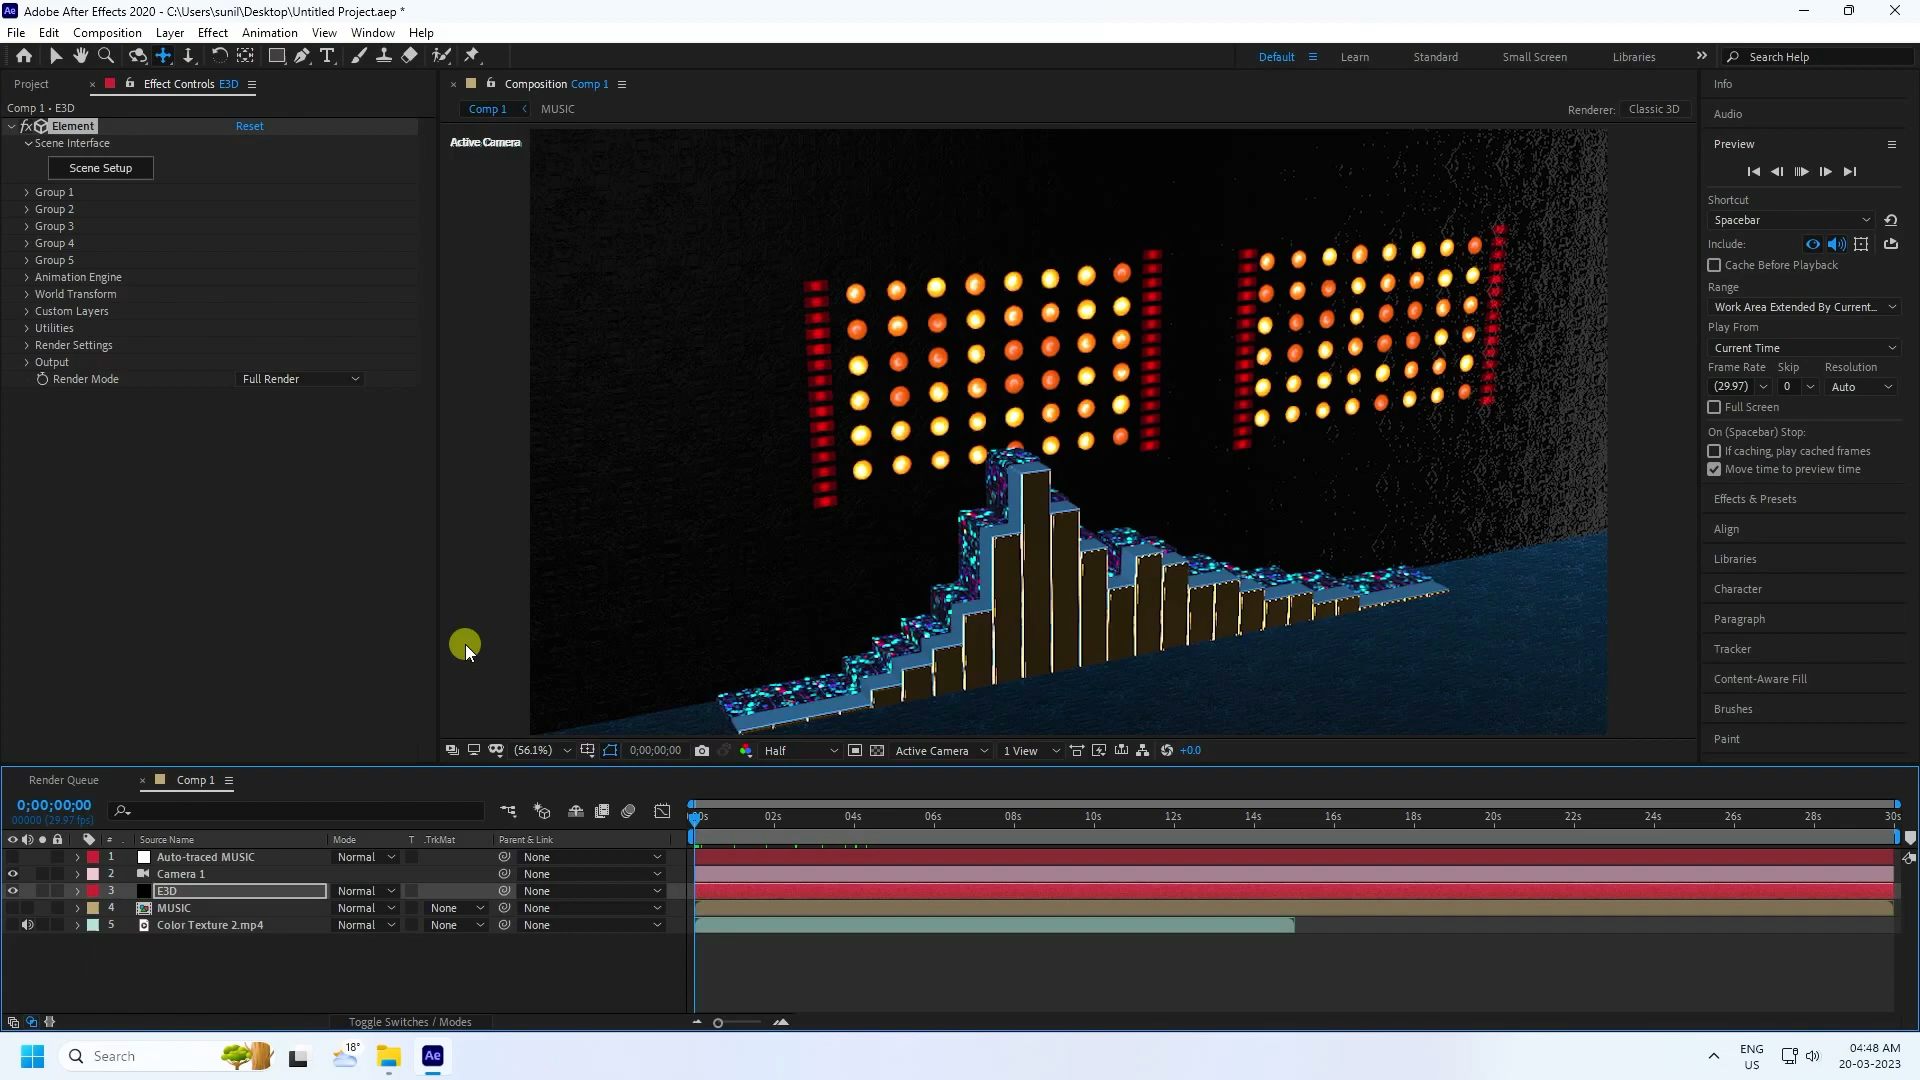 Adobe After Effects 2020 - C:\Users\sunil\Desktop\Untitled Project.aep *
File Edit Composition Layer Effect Animation View Window Help
Default Learn Standard Small Screen Libraries Search Help
Project Effect Controls E3D
Comp 1 • E3D
Element Reset
Scene Interface
Scene Setup
Group 1
Group 2
Group 3
Group 4
Group 5
Animation Engine
World Transform
Custom Layers
Utilities
Render Settings
Output
Render Mode Full Render
Composition Comp 1
Comp 1 MUSIC
Renderer: Classic 3D
Active Camera
(56.1%) 0;00;00;00 Half Active Camera 1 View +0.0
Info
Audio
Preview
Shortcut
Spacebar
Include:
Cache Before Playback
Range
Work Area Extended By Current...
Play From
Current Time
Frame Rate Skip Resolution
(29.97) 0 Auto
Full Screen
On (Spacebar) Stop:
If caching, play cached frames
Move time to preview time
Effects & Presets
Align
Libraries
Character
Paragraph
Tracker
Content-Aware Fill
Brushes
Paint
Render Queue Comp 1
0;00;00;00
00000 (29.97 fps)
02s 04s 06s 08s 10s 12s 14s 16s 18s 20s 22s 24s 26s 28s 30s
# Source Name Mode T .TrkMat Parent & Link
1 Auto-traced MUSIC Normal None
2 Camera 1 None
3 E3D Normal None
4 MUSIC Normal None None
5 Color Texture 2.mp4 Normal None None
Toggle Switches / Modes
Search 18° ENG US 04:48 AM 20-03-2023